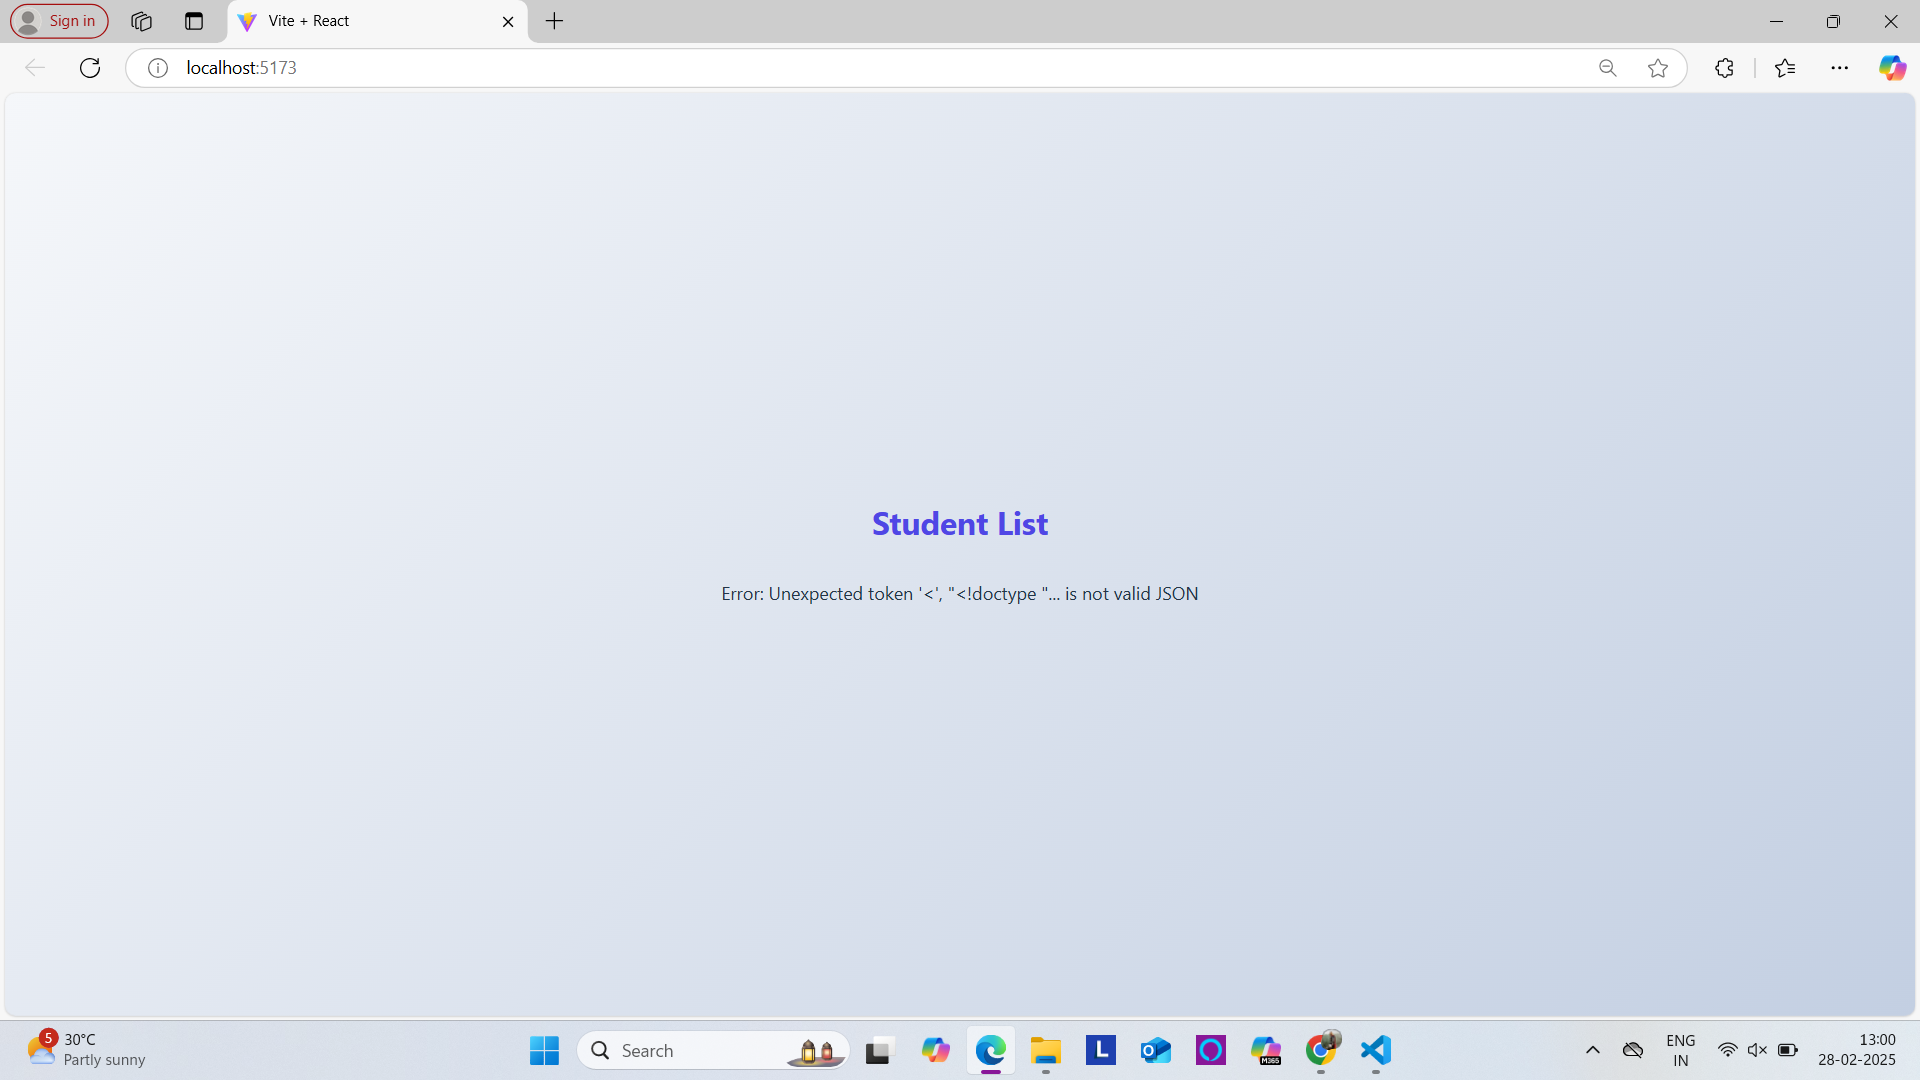 Sign in
Vite + React
localhost:5173
Student List
Error: Unexpected token '<', "<!doctype "... is not valid JSON
5
30°C
Partly sunny
Search
L
M365
ENG
IN
13:00
28-02-2025